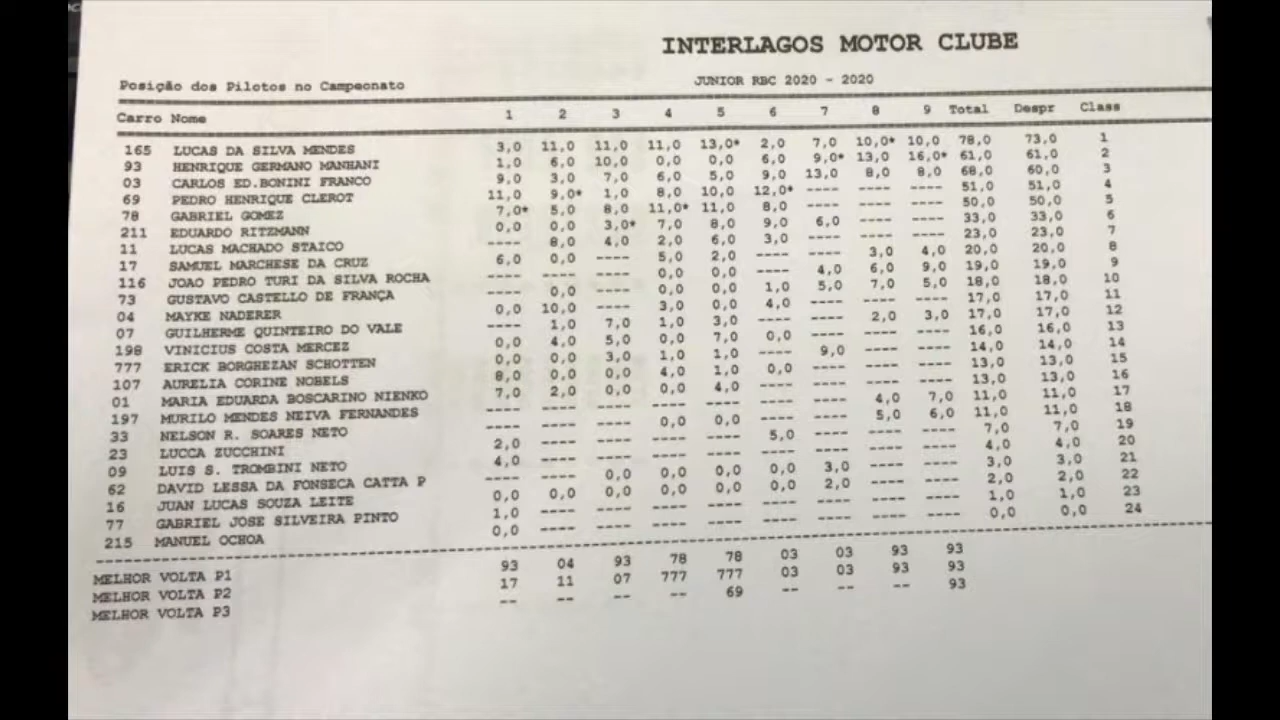 INTERLAGOS MOTOR CLUBE
Posição dos Pilotos no Campeonato JUNIOR RBC 2020 - 2020
Carro Nome 1 2 3 4 5 6 7 8 9 Total Despr Class
165 LUCAS DA SILVA MENDES 3,0 11,0 11,0 11,0 13,0* 2,0 7,0 10,0* 10,0 78,0 73,0 1
93 HENRIQUE GERMANO MANHANI 1,0 6,0 10,0 0,0 0,0 6,0 9,0* 13,0 16,0* 61,0 61,0 2
03 CARLOS ED.BONINI FRANCO 9,0 3,0 7,0 6,0 5,0 9,0 13,0 8,0 8,0 68,0 60,0 3
69 PEDRO HENRIQUE CLEROT 11,0 9,0* 1,0 8,0 10,0 12,0* ---- ---- ---- 51,0 51,0 4
78 GABRIEL GOMEZ 7,0* 5,0 8,0 11,0* 11,0 8,0 ---- ---- ---- 50,0 50,0 5
211 EDUARDO RITZMANN 0,0 0,0 3,0* 7,0 8,0 9,0 6,0 ---- ---- 33,0 33,0 6
11 LUCAS MACHADO STAICO ---- 8,0 4,0 2,0 6,0 3,0 ---- ---- ---- 23,0 23,0 7
17 SAMUEL MARCHESE DA CRUZ 6,0 0,0 ---- 5,0 2,0 ---- ---- 3,0 4,0 20,0 20,0 8
116 JOAO PEDRO TURI DA SILVA ROCHA ---- ---- ---- 0,0 0,0 ---- 4,0 6,0 9,0 19,0 19,0 9
73 GUSTAVO CASTELLO DE FRANÇA ---- 0,0 ---- 0,0 0,0 1,0 5,0 7,0 5,0 18,0 18,0 10
04 MAYKE NADERER 0,0 10,0 ---- 3,0 0,0 4,0 ---- ---- ---- 17,0 17,0 11
07 GUILHERME QUINTEIRO DO VALE ---- 1,0 7,0 1,0 3,0 ---- ---- 2,0 3,0 17,0 17,0 12
198 VINICIUS COSTA MERCEZ 0,0 4,0 5,0 0,0 7,0 0,0 ---- ---- ---- 16,0 16,0 13
777 ERICK BORGHEZAN SCHOTTEN 0,0 0,0 3,0 1,0 1,0 ---- 9,0 ---- ---- 14,0 14,0 14
107 AURELIA CORINE NOBELS 8,0 0,0 0,0 4,0 1,0 0,0 ---- ---- ---- 13,0 13,0 15
01 MARIA EDUARDA BOSCARINO NIENKO 7,0 2,0 0,0 0,0 4,0 ---- ---- ---- ---- 13,0 13,0 16
197 MURILO MENDES NEIVA FERNANDES ---- ---- ---- ---- ---- ---- ---- 4,0 7,0 11,0 11,0 17
33 NELSON R. SOARES NETO ---- ---- ---- 0,0 0,0 ---- ---- 5,0 6,0 11,0 11,0 18
23 LUCCA ZUCCHINI 2,0 ---- ---- ---- ---- 5,0 ---- ---- ---- 7,0 7,0 19
09 LUIS S. TROMBINI NETO 4,0 ---- ---- ---- ---- ---- ---- ---- ---- 4,0 4,0 20
62 DAVID LESSA DA FONSECA CATTA P ---- ---- 0,0 0,0 0,0 0,0 3,0 ---- ---- 3,0 3,0 21
16 JUAN LUCAS SOUZA LEITE 0,0 0,0 0,0 0,0 0,0 0,0 2,0 ---- ---- 2,0 2,0 22
77 GABRIEL JOSE SILVEIRA PINTO 1,0 ---- ---- ---- ---- ---- ---- ---- ---- 1,0 1,0 23
215 MANUEL OCHOA 0,0 ---- ---- ---- ---- ---- ---- ---- ---- 0,0 0,0 24
MELHOR VOLTA P1 93 04 93 78 78 03 03 93 93
MELHOR VOLTA P2 17 11 07 777 777 03 03 93 93
MELHOR VOLTA P3 -- -- -- -- 69 -- -- -- 93